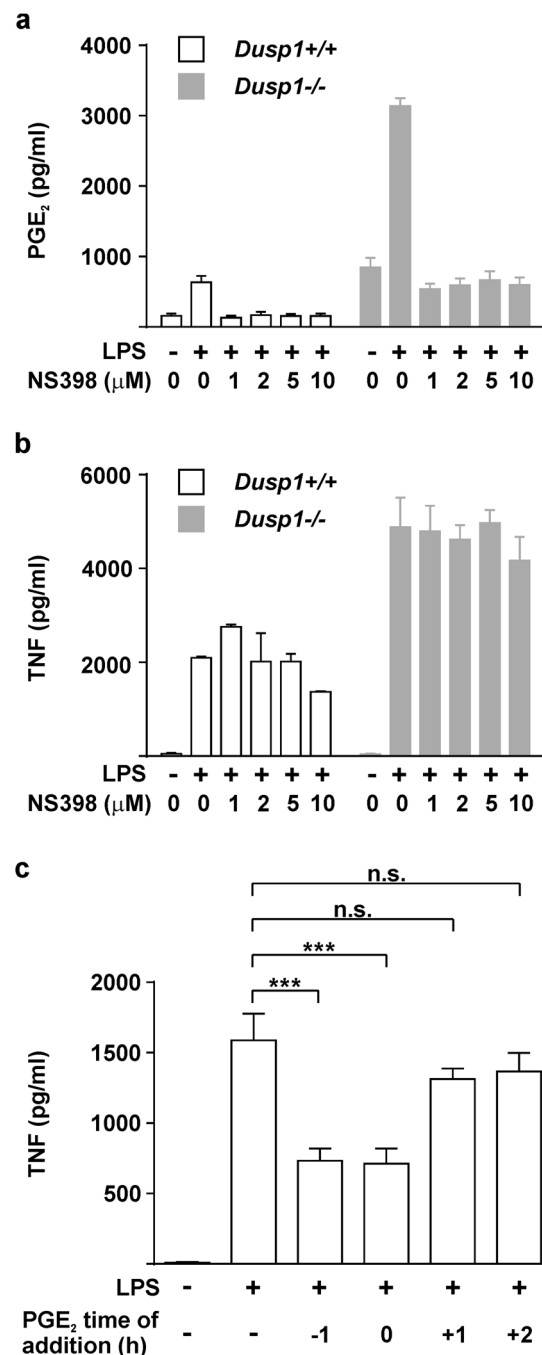 a
Dusp1+/+
Dusp1-/-
4000
3000
2000
1000
0
PGE₂ (pg/ml)
LPS - + + + + + - + + + + +
NS398 (μM) 0 0 1 2 5 10 0 0 1 2 5 10
b
Dusp1+/+
Dusp1-/-
6000
4000
2000
0
TNF (pg/ml)
LPS - + + + + + - + + + + +
NS398 (μM) 0 0 1 2 5 10 0 0 1 2 5 10
c
n.s.
n.s.
***
***
2000
1500
1000
500
TNF (pg/ml)
LPS - + + + + +
PGE₂ time of
addition (h) - - -1 0 +1 +2